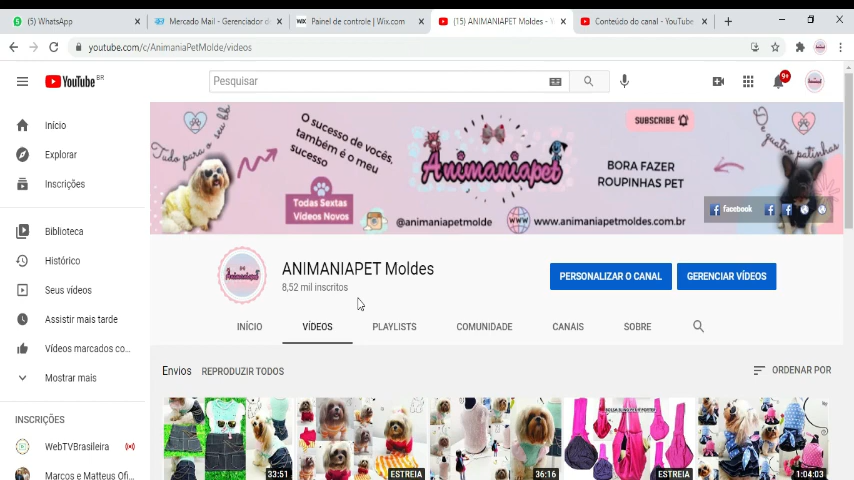 (5) WhatsApp
Mercado Mail - Gerenciador de
Painel de controle | Wix.com
(15) ANIMANIAPET Moldes - Y
Conteúdo do canal - YouTube
youtube.com/c/AnimaniaPetMolde/videos
YouTube BR
Pesquisar
9+
Início
Explorar
Inscrições
Biblioteca
Histórico
Seus vídeos
Assistir mais tarde
Vídeos marcados co...
Mostrar mais
INSCRIÇÕES
WebTVBrasileira
Marcos e Matteus Ofi...
Tudo para o seu
O sucesso de vocês,
também é o meu
sucesso
Todas Sextas
Vídeos Novos
Animaniapet
@animaniapetmolde
www.animaniapetmoldes.com.br
SUBSCRIBE
BORA FAZER
ROUPINHAS PET
De quatro patinhas
facebook
Animaniapet
ANIMANIAPET Moldes
8,52 mil inscritos
PERSONALIZAR O CANAL
GERENCIAR VÍDEOS
INÍCIO
VÍDEOS
PLAYLISTS
COMUNIDADE
CANAIS
SOBRE
Envios
REPRODUZIR TODOS
ORDENAR POR
33:51
ESTREIA
36:16
ESTREIA
1:04:03